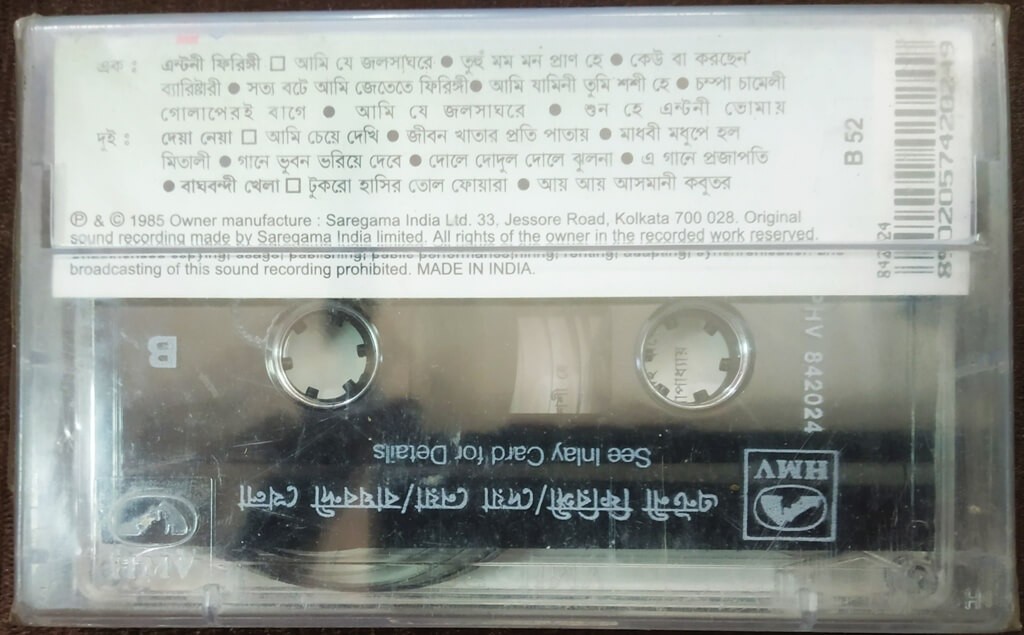 এক : এন্টনী ফিরিঙ্গী □ আমি যে জলসাঘরে ● তুহুঁ মম মন প্রাণ হে ● কেউ বা করছেন
ব্যারিষ্টারী ● সত্য বটে আমি জেতেতে ফিরিঙ্গী ● আমি যামিনী তুমি শশী হে ● চম্পা চামেলী
গোলাপেরই বাগে ● আমি যে জলসাঘরে ● শুন হে এন্টনী তোমায়
দুই : দেয়া নেয়া □ আমি চেয়ে দেখি ● জীবন খাতার প্রতি পাতায় ● মাধবী মধুপে হল
মিতালী ● গানে ভুবন ভরিয়ে দেবে ● দোলে দোদুল দোলে ঝুলনা ● এ গানে প্রজাপতি
● বাঘবন্দী খেলা □ টুকরো হাসির তোল ফোয়ারা ● আয় আয় আসমানী কবুতর
℗ & © 1985 Owner manufacture : Saregama India Ltd. 33, Jessore Road, Kolkata 700 028. Original
sound recording made by Saregama India limited. All rights of the owner in the recorded work reserved.
broadcasting of this sound recording prohibited. MADE IN INDIA.
B 52
B
HV 842024
See Inlay Card for Details
এন্টনী ফিরিঙ্গী/দেয়া নেয়া/বাঘবন্দী খেলা
HMV